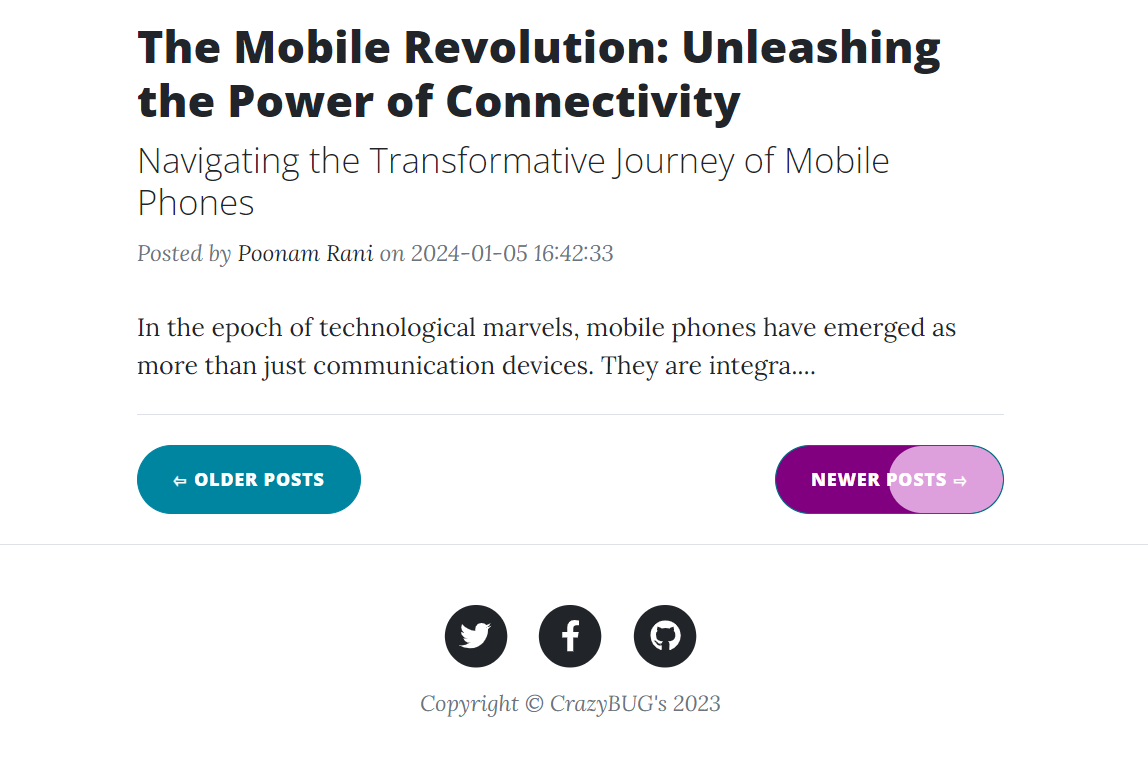 The Mobile Revolution: Unleashing
the Power of Connectivity
Navigating the Transformative Journey of Mobile
Phones
Posted by Poonam Rani on 2024-01-05 16:42:33
In the epoch of technological marvels, mobile phones have emerged as
more than just communication devices. They are integra....
⇦ OLDER POSTS
NEWER POSTS ⇨
Copyright © CrazyBUG's 2023